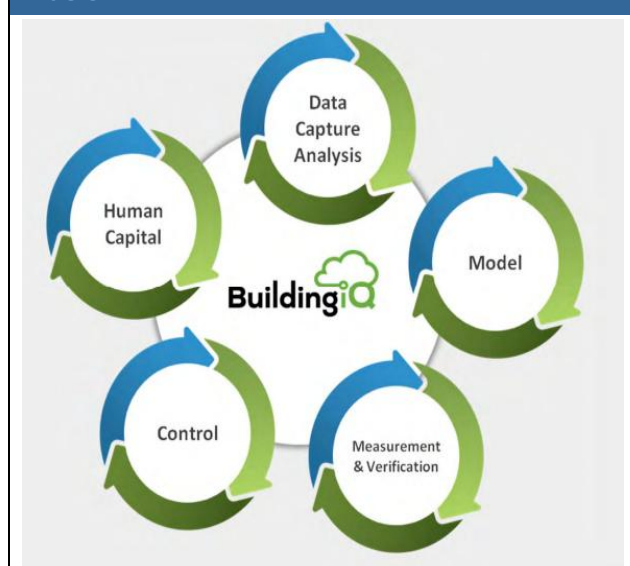 Data
Capture
Analysis
Human
Capital
Model
BuildingiQ
Control
Measurement
& Verification